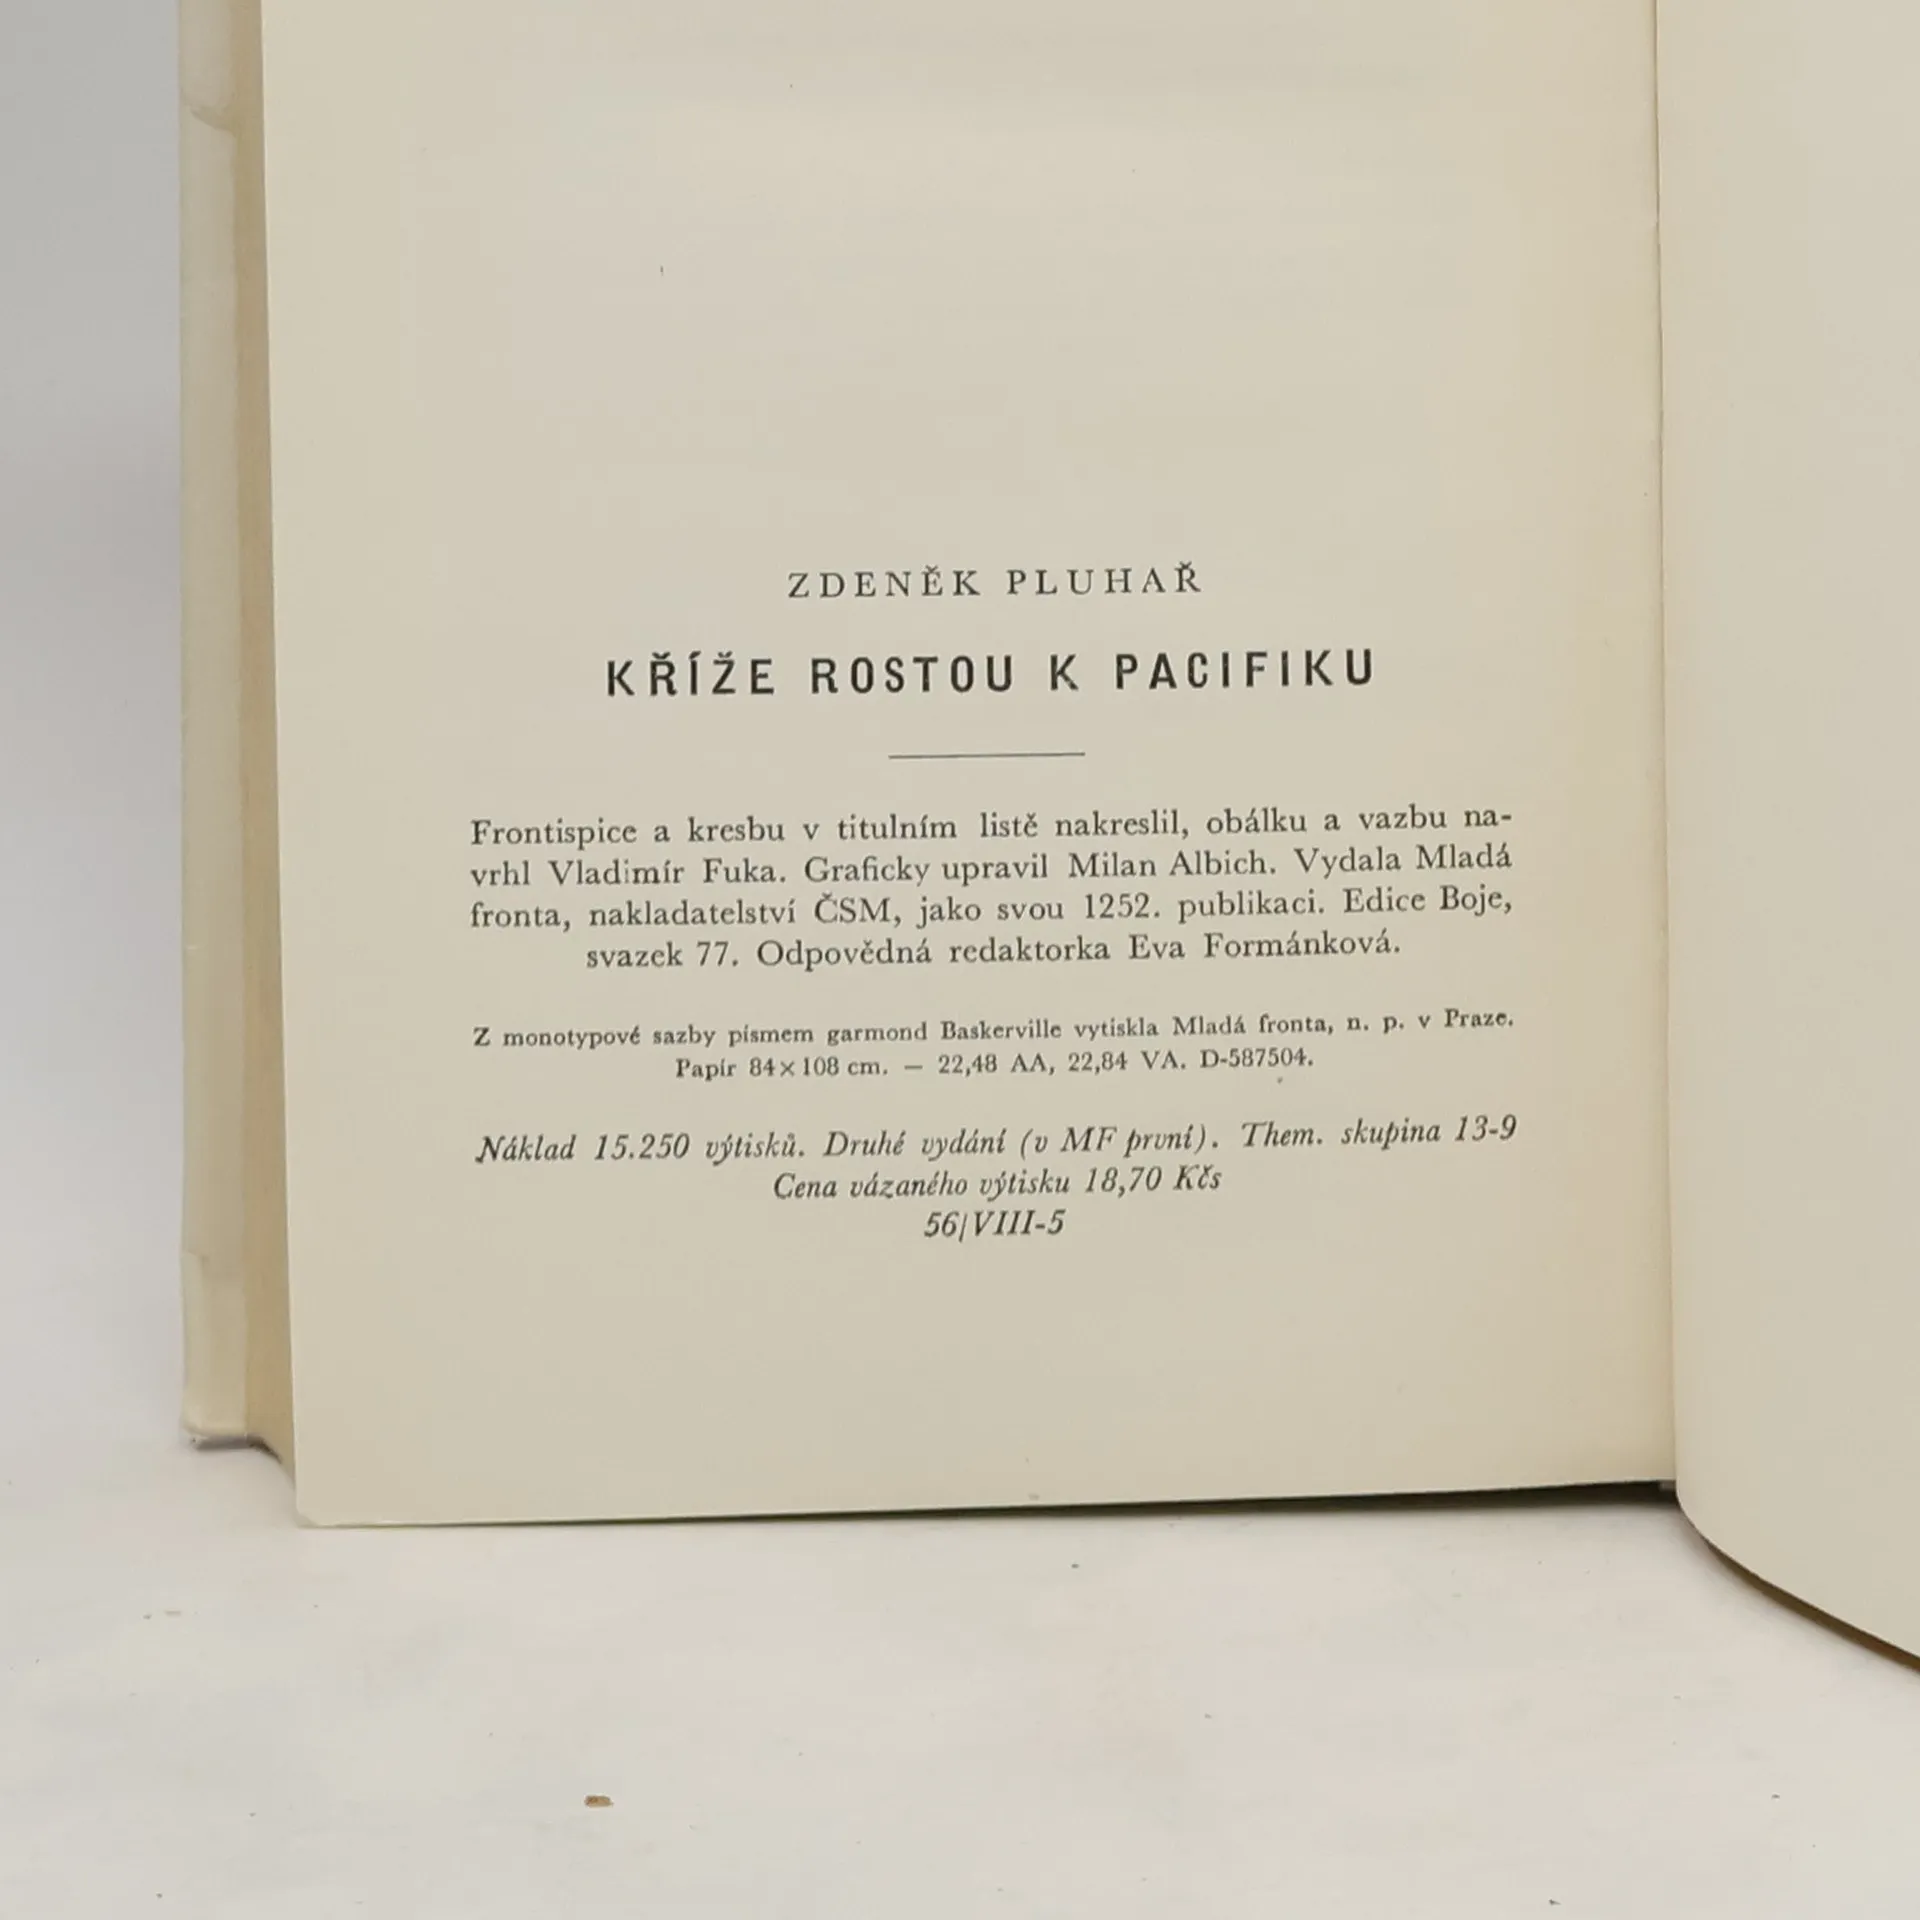 ZDENĚK PLUHAŘ
KŘÍŽE ROSTOU K PACIFIKU
Frontispice a kresbu v titulním listě nakreslil, obálku a vazbu na-
vrhl Vladimír Fuka. Graficky upravil Milan Albich. Vydala Mladá
fronta, nakladatelství ČSM, jako svou 1252. publikaci. Edice Boje,
svazek 77. Odpovědná redaktorka Eva Formánková.
Z monotypové sazby písmem garmond Baskerville vytiskla Mladá fronta, n. p. v Praze.
Papír 84×108 cm. — 22,48 AA, 22,84 VA. D-587504.
Náklad 15.250 výtisků. Druhé vydání (v MF první). Them. skupina 13-9
Cena vázaného výtisku 18,70 Kčs
56/VIII-5